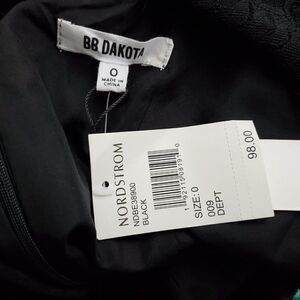 BB DAKOTA
0
MADE IN
CHINA
NORDSTROM
NDBE38900
BLACK
SIZE:0
009
DEPT
98.00